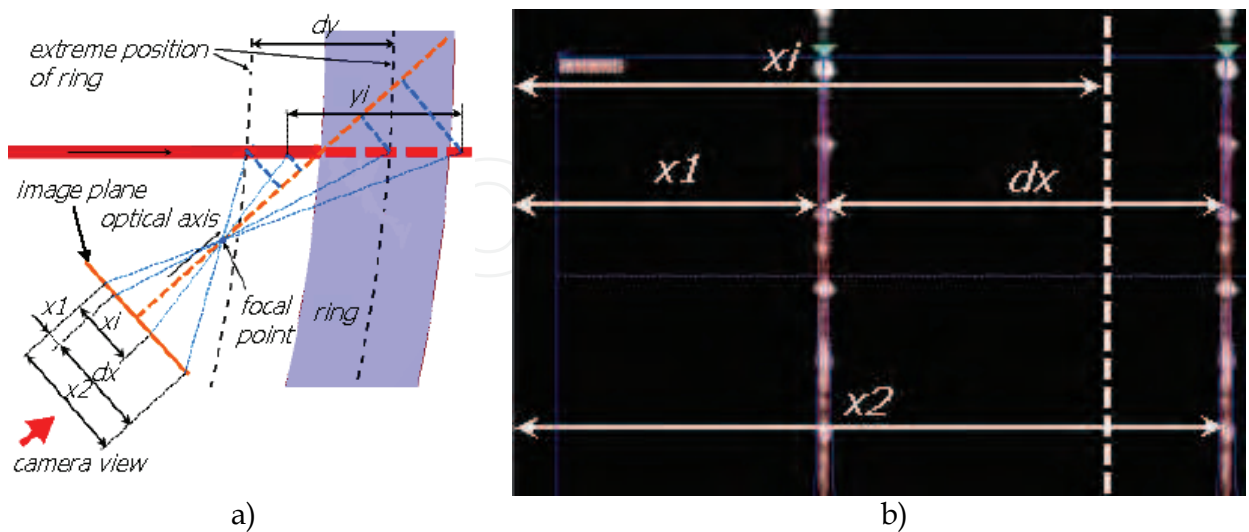 dy
extreme position
of ring
yi
image plane
optical axis
focal
point
ring
x1
xi
dx
x2
camera view
a)
xi
x1
dx
x2
b)